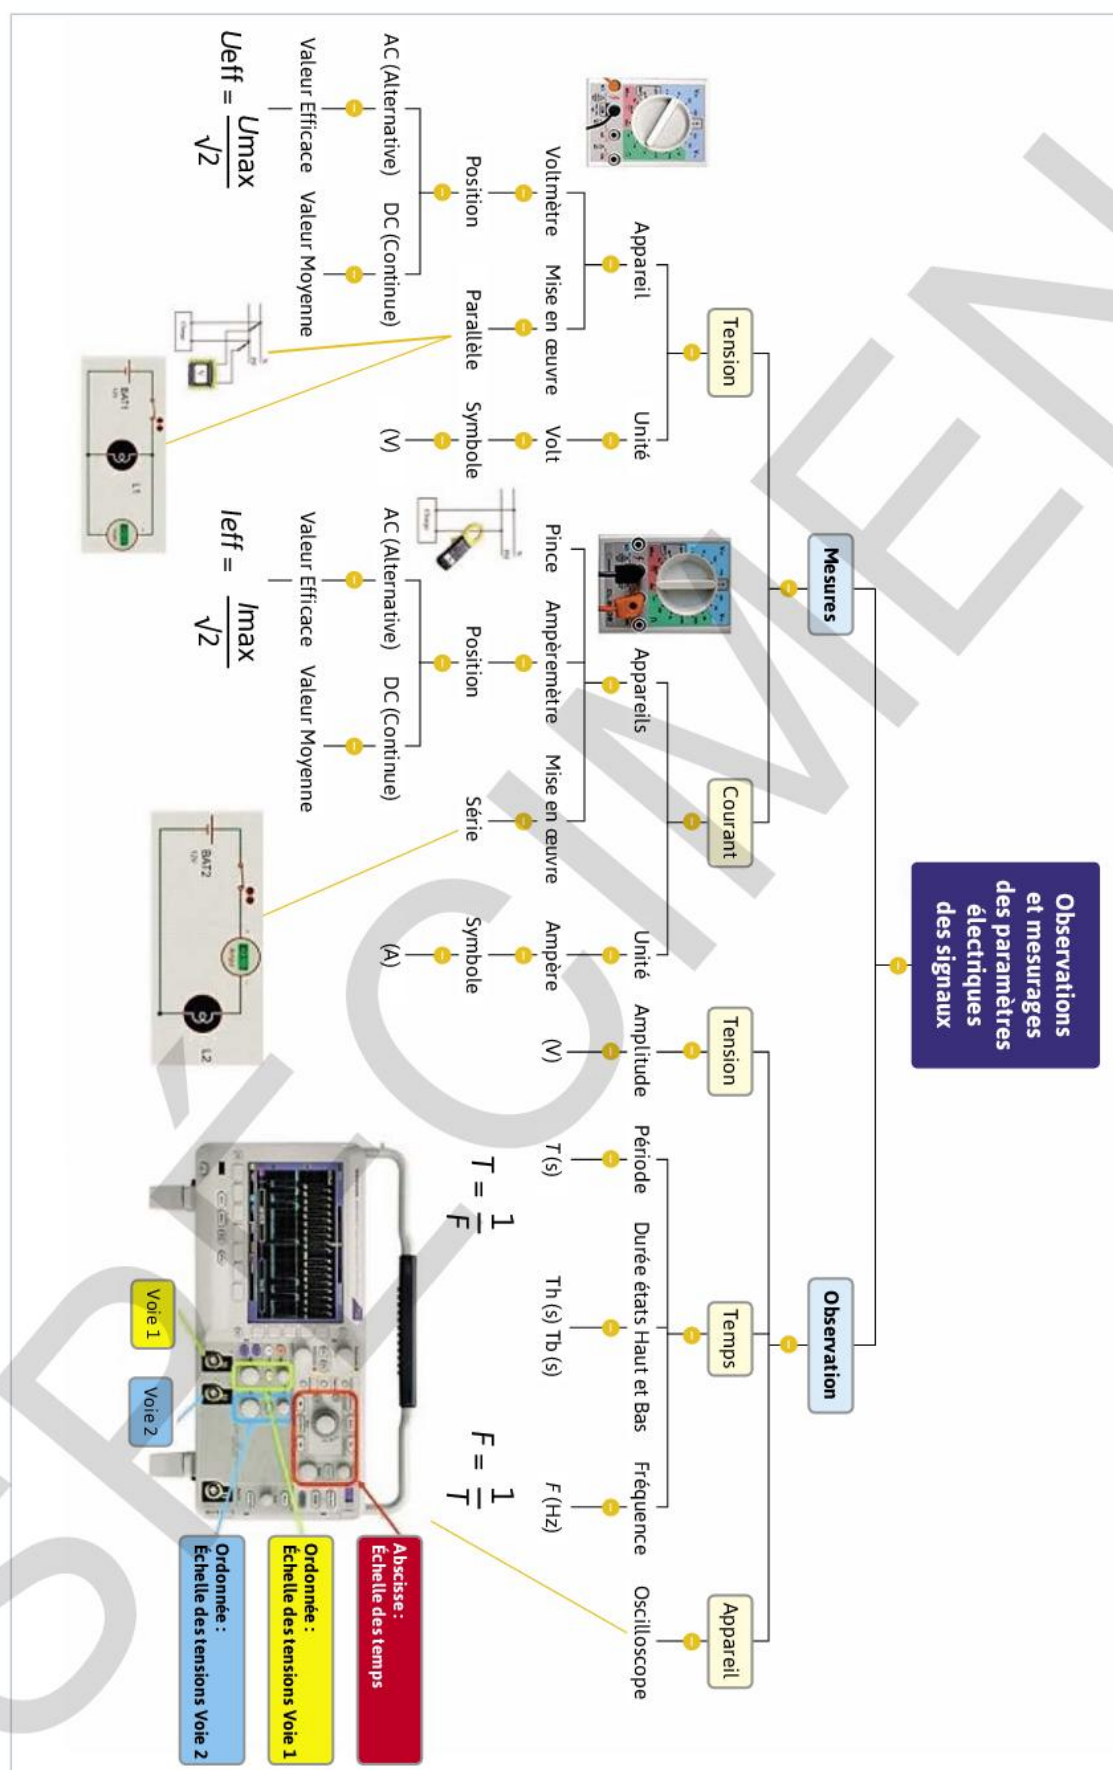 Observations
et mesurages
des paramètres
électriques
des signaux
Mesures
Observation
Tension
Courant
Tension
Temps
Appareil
Appareil
Unité
Appareils
Unité
Amplitude
Période
Durée états Haut et Bas
Fréquence
Oscilloscope
Voltmètre
Mise en œuvre
Volt
Pince
Ampèremètre
Mise en œuvre
Ampère
(V)
T (s)
Th (s) Tb (s)
F (Hz)
Position
Parallèle
Symbole
Position
Série
Symbole
T = 1/F
F = 1/T
AC (Alternative)
DC (Continue)
(V)
AC (Alternative)
DC (Continue)
(A)
Valeur Efficace
Valeur Moyenne
Valeur Efficace
Valeur Moyenne
Ueff = Umax/√2
Ieff = Imax/√2
BAT1
12V
L1
BAT2
12V
L2
Charge
Charge
V
Abscisse :
Échelle des temps
Ordonnée :
Échelle des tensions Voie 1
Ordonnée :
Échelle des tensions Voie 2
Voie 1
Voie 2
SPÉCIMEN